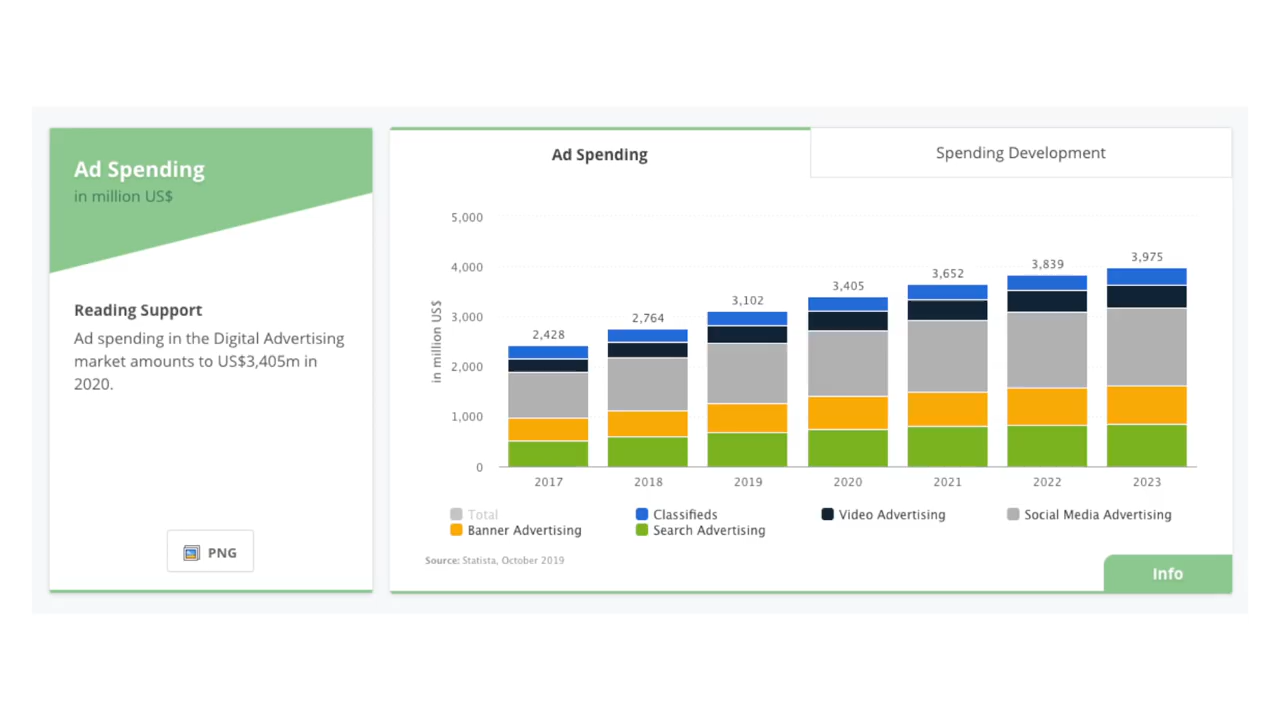 Ad Spending
in million US$
Reading Support
Ad spending in the Digital Advertising
market amounts to US$3,405m in
2020.
PNG
Ad Spending
Spending Development
in million US$
5,000
4,000
3,000
2,000
1,000
0
2,428
2,764
3,102
3,405
3,652
3,839
3,975
2017
2018
2019
2020
2021
2022
2023
Total
Classifieds
Video Advertising
Social Media Advertising
Banner Advertising
Search Advertising
Source: Statista, October 2019
Info